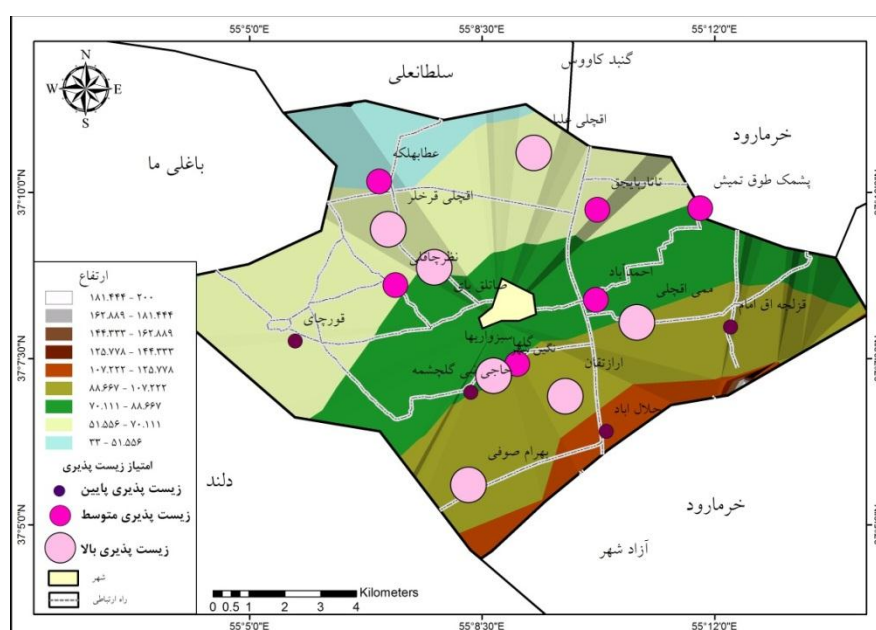 55°5'0"E 55°8'30"E 55°12'0"E
N
W E
S
سلطانعلی
گنبد کاووس
خرمارود
باغلی ما
اقچلی علیا
عطابهلکه
تاتاربایجق
پشمک طوق تمیش
37°10'0"N
اقچلی قرخلر
نظرچاقلی
صاتلق بای
احمدآباد
ممی اقچلی
قزلجه اق امام
قورچای
37°7'30"N
سبزواریها
حاجی نبی گلچشمه
ارازتقان
جلال اباد
بهرام صوفی
دلند
خرمارود
آزاد شهر
37°5'0"N
ارتفاع
۱۸۱.۴۴۴ - ۲۰۰
۱۶۲.۸۸۹ - ۱۸۱.۴۴۴
۱۴۴.۳۳۳ - ۱۶۲.۸۸۹
۱۲۵.۷۷۸ - ۱۴۴.۳۳۳
۱۰۷.۲۲۲ - ۱۲۵.۷۷۸
۸۸.۶۶۷ - ۱۰۷.۲۲۲
۷۰.۱۱۱ - ۸۸.۶۶۷
۵۱.۵۵۶ - ۷۰.۱۱۱
۳۳ - ۵۱.۵۵۶
امتیاز زیست پذیری
زیست پذیری پایین
زیست پذیری متوسط
زیست پذیری بالا
شهر
راه ارتباطی
Kilometers
0 0.5 1 2 3 4